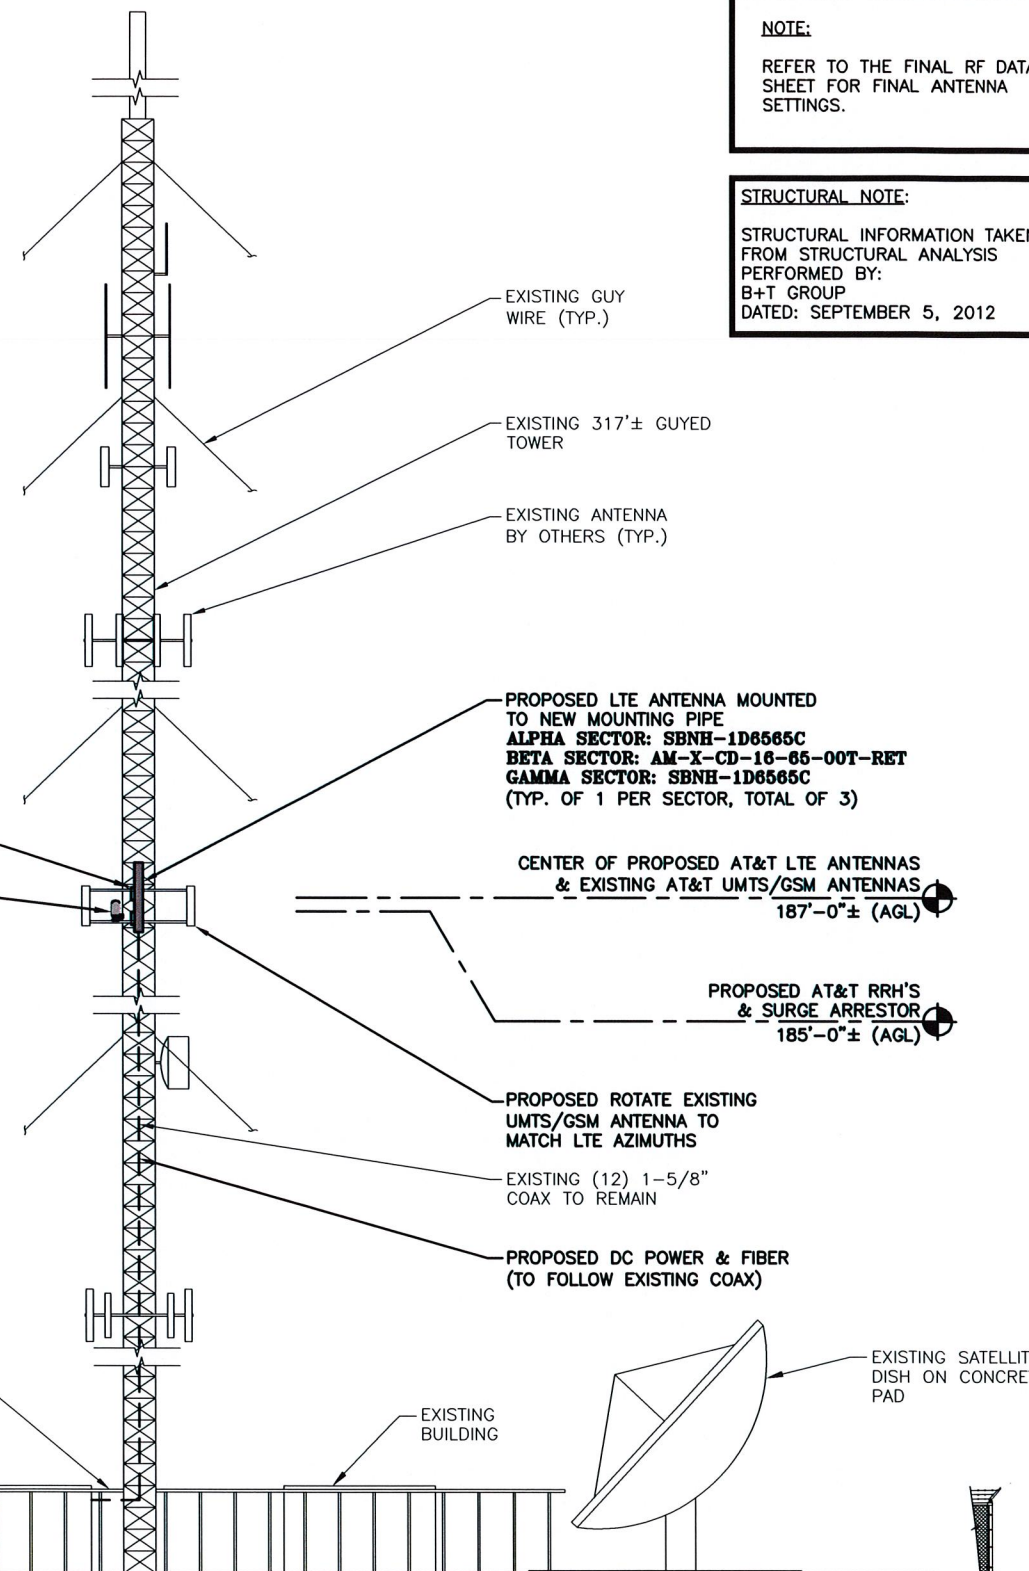 NOTE:
REFER TO THE FINAL RF DATA
SHEET FOR FINAL ANTENNA
SETTINGS.
STRUCTURAL NOTE:
STRUCTURAL INFORMATION TAKEN
FROM STRUCTURAL ANALYSIS
PERFORMED BY:
B+T GROUP
DATED: SEPTEMBER 5, 2012
EXISTING GUY
WIRE (TYP.)
EXISTING 317'± GUYED
TOWER
EXISTING ANTENNA
BY OTHERS (TYP.)
PROPOSED LTE ANTENNA MOUNTED
TO NEW MOUNTING PIPE
ALPHA SECTOR: SBNH-1D6565C
BETA SECTOR: AM-X-CD-16-65-00T-RET
GAMMA SECTOR: SBNH-1D6565C
(TYP. OF 1 PER SECTOR, TOTAL OF 3)
CENTER OF PROPOSED AT&T LTE ANTENNAS
& EXISTING AT&T UMTS/GSM ANTENNAS
187'-0"± (AGL)
PROPOSED AT&T RRH'S
& SURGE ARRESTOR
185'-0"± (AGL)
PROPOSED ROTATE EXISTING
UMTS/GSM ANTENNA TO
MATCH LTE AZIMUTHS
EXISTING (12) 1-5/8"
COAX TO REMAIN
PROPOSED DC POWER & FIBER
(TO FOLLOW EXISTING COAX)
EXISTING SATELLIT
DISH ON CONCRE
PAD
EXISTING
BUILDING